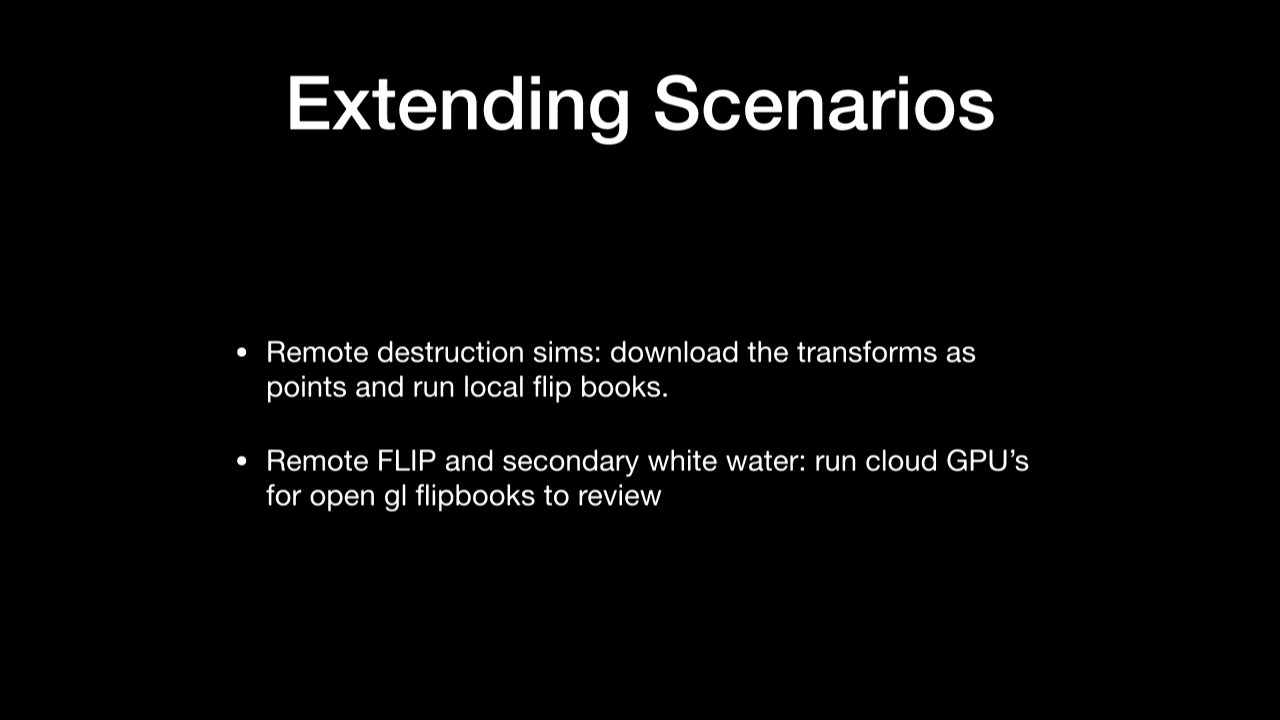 Extending Scenarios
• Remote destruction sims: download the transforms as
points and run local flip books.
• Remote FLIP and secondary white water: run cloud GPU’s
for open gl flipbooks to review